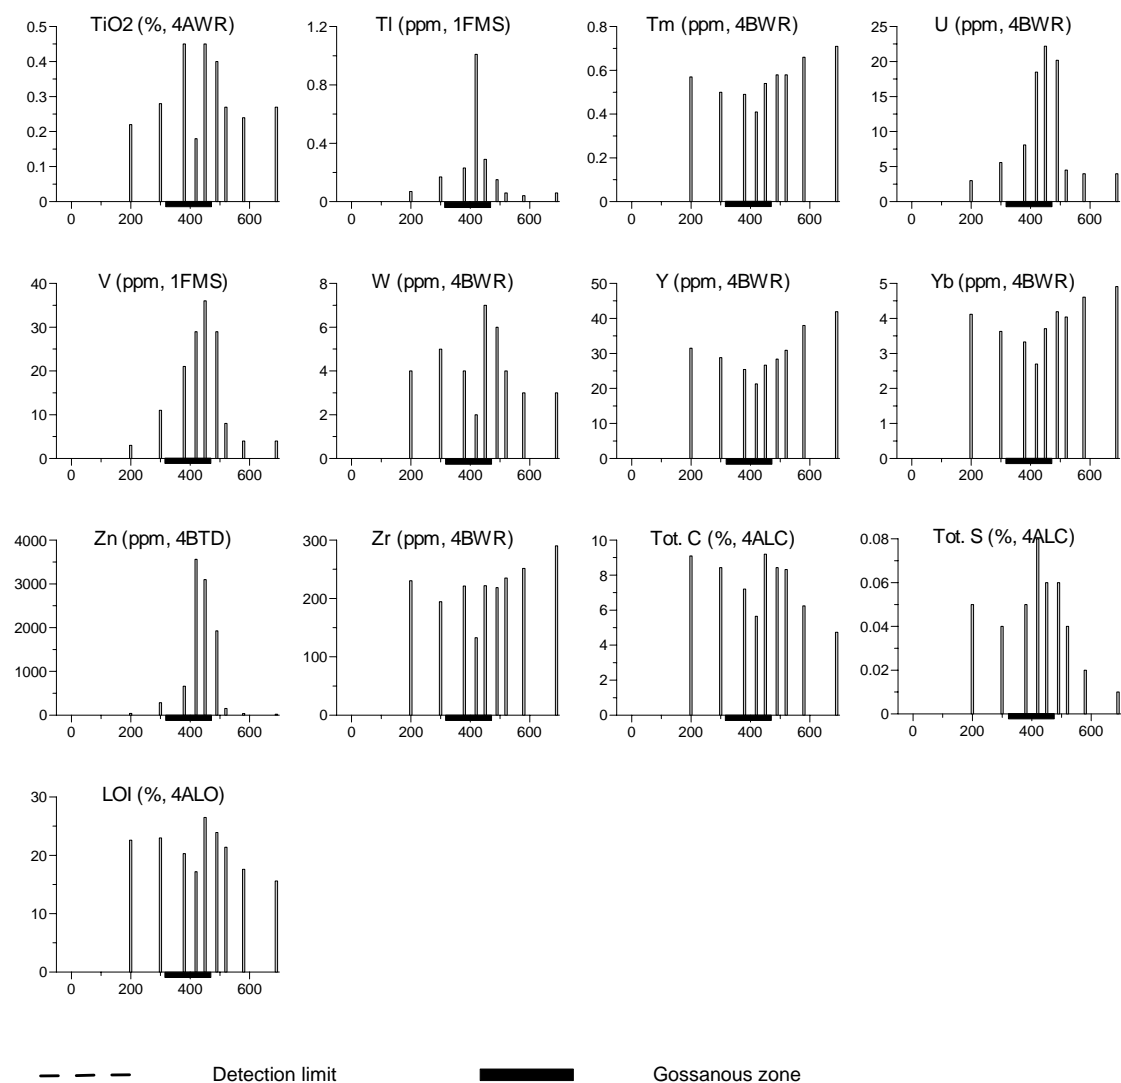 TiO2 (%, 4AWR)
0.5
0.4
0.3
0.2
0.1
0
0 200 400 600
Tl (ppm, 1FMS)
1.2
0.8
0.4
0
0 200 400 600
Tm (ppm, 4BWR)
0.8
0.6
0.4
0.2
0
0 200 400 600
U (ppm, 4BWR)
25
20
15
10
5
0
0 200 400 600
V (ppm, 1FMS)
40
30
20
10
0
0 200 400 600
W (ppm, 4BWR)
8
6
4
2
0
0 200 400 600
Y (ppm, 4BWR)
50
40
30
20
10
0
0 200 400 600
Yb (ppm, 4BWR)
5
4
3
2
1
0
0 200 400 600
Zn (ppm, 4BTD)
4000
3000
2000
1000
0
0 200 400 600
Zr (ppm, 4BWR)
300
200
100
0
0 200 400 600
Tot. C (%, 4ALC)
10
8
6
4
2
0
0 200 400 600
Tot. S (%, 4ALC)
0.08
0.06
0.04
0.02
0
0 200 400 600
LOI (%, 4ALO)
30
20
10
0
0 200 400 600
Detection limit Gossanous zone